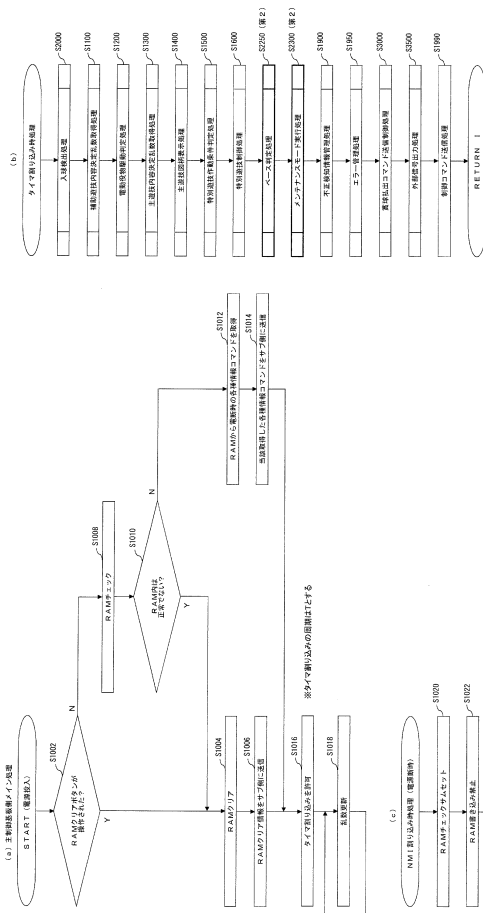 (a)主制御基板側メイン処理
START(電源投入)
S1002
RAMクリアボタンが
操作された?
N
Y
S1008
RAMチェック
S1010
RAM内は
正常でない?
N
Y
S1004
RAMクリア
S1006
RAMクリア情報をサブ側に送信
S1012
RAMから電断時の各種情報コマンドを取得
S1014
当該取得した各種情報コマンドをサブ側に送信
※タイマ割り込みの周期はTとする
S1016
タイマ割り込みを許可
S1018
乱数更新
(b)
タイマ割り込み時処理
S2000
入球検出処理
S1100
補助遊技内容決定乱数取得処理
S1200
電動役物駆動判定処理
S1300
主遊技内容決定乱数取得処理
S1400
主遊技図柄表示処理
S1500
特別遊技作動条件判定処理
S1600
特別遊技制御処理
S2250(第2)
ベース判定処理
S2300(第2)
メンテナンスモード実行処理
S1900
不正検知情報管理処理
S1950
エラー管理処理
S3000
賞球払出コマンド送信制御処理
S3500
外部信号出力処理
S1990
制御コマンド送信処理
RETURN
(c)
NMI割り込み時処理(電源断時)
S1020
RAMチェックサムセット
S1022
RAM書き込み禁止